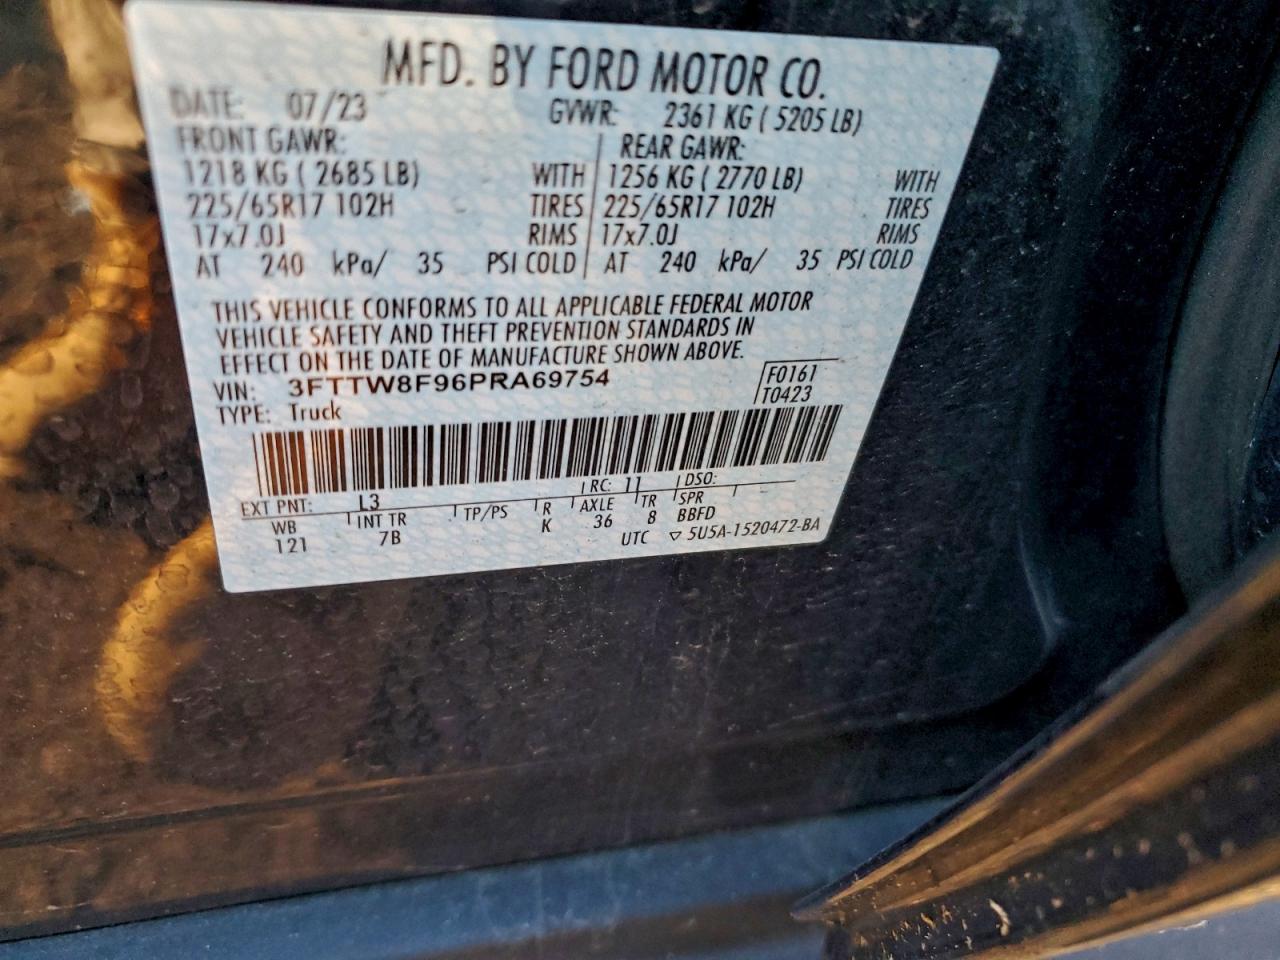 MFD. BY FORD MOTOR CO.
DATE: 07/23 GVWR: 2361 KG ( 5205 LB)
FRONT GAWR: REAR GAWR:
1218 KG ( 2685 LB) WITH 1256 KG ( 2770 LB) WITH
225/65R17 102H TIRES 225/65R17 102H TIRES
17x7.0J RIMS 17x7.0J RIMS
AT 240 kPa/ 35 PSI COLD AT 240 kPa/ 35 PSI COLD
THIS VEHICLE CONFORMS TO ALL APPLICABLE FEDERAL MOTOR
VEHICLE SAFETY AND THEFT PREVENTION STANDARDS IN
EFFECT ON THE DATE OF MANUFACTURE SHOWN ABOVE.
VIN: 3FTTW8F96PRA69754 F0161
TYPE: Truck T0423
EXT PNT: L3 RC: 11 DSO:
WB INT TR TP/PS R AXLE TR SPR
121 7B K 36 8 BBFD
UTC ▽ 5U5A-1520472-BA